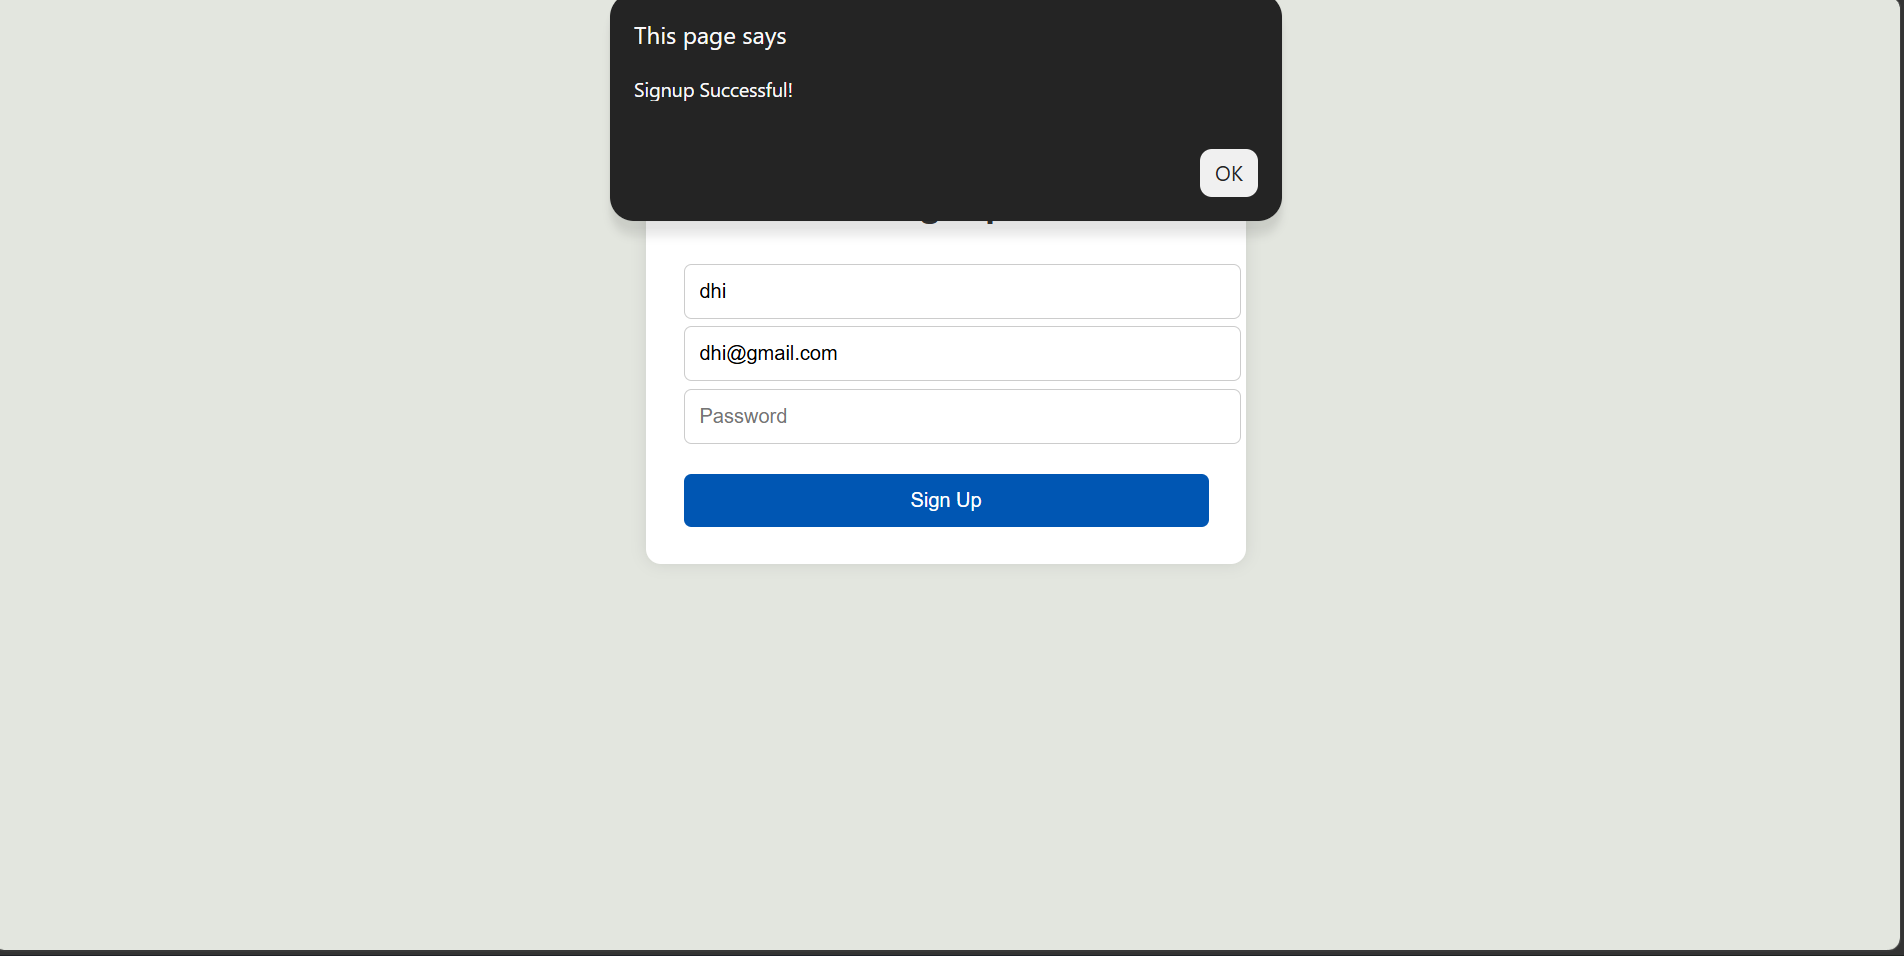 This page says
Signup Successful!
OK
dhi
dhi@gmail.com
Password
Sign Up